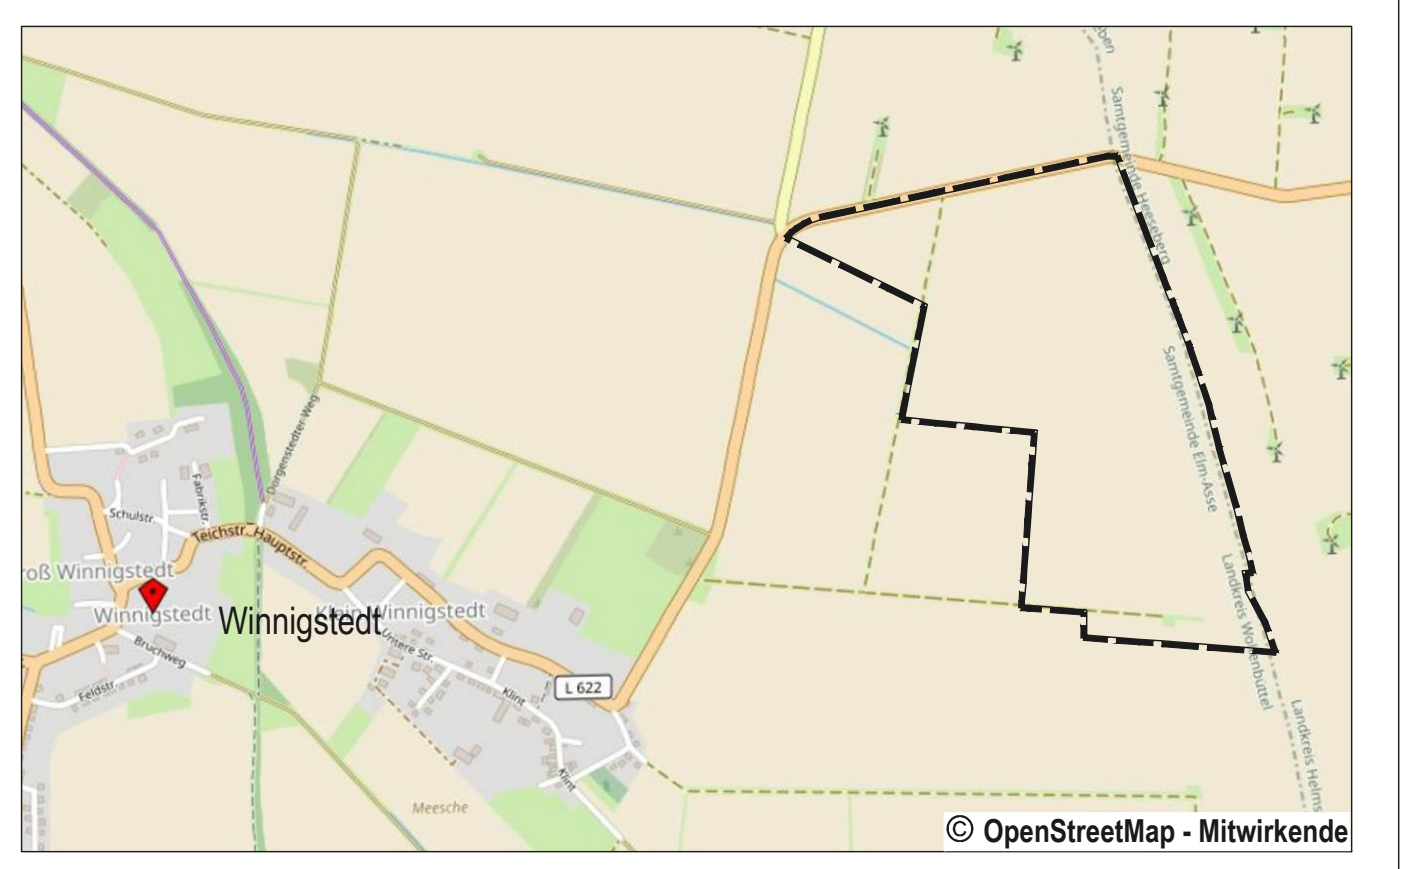 eben
Samtgemeinde Heeseberg
Samtgemeinde Elm-Asse
Dorgenstedter Weg
Fabrikstr.
Schulstr.
Teichstr.
Hauptstr.
roß Winnigstedt
Winnigstedt
Winnigstedt
Klein Winnigstedt
Bruchweg
Untere Str.
Feldstr.
Klint
L 622
Klint
Landkreis Wolfenbüttel
Landkreis Helms
Meesche
© OpenStreetMap - Mitwirkende